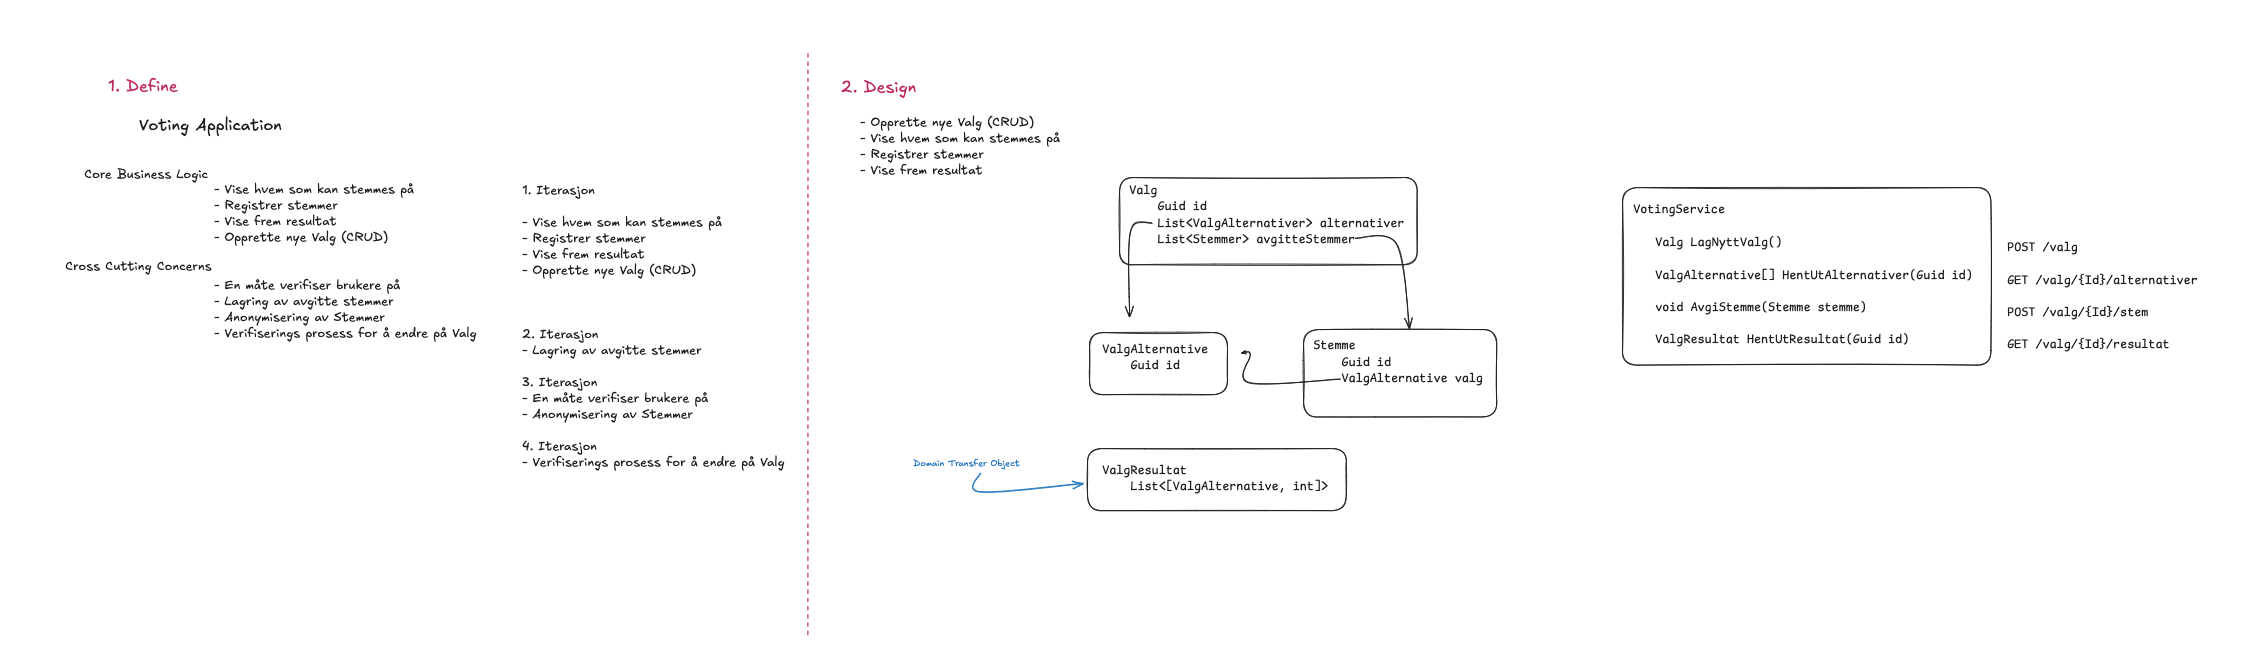 1. Define
Voting Application
Core Business Logic
- Vise hvem som kan stemmes på
- Registrer stemmer
- Vise frem resultat
- Opprette nye Valg (CRUD)
Cross Cutting Concerns
- En måte verifiser brukere på
- Lagring av avgitte stemmer
- Anonymisering av Stemmer
- Verifiserings prosess for å endre på Valg
1. Iterasjon
- Vise hvem som kan stemmes på
- Registrer stemmer
- Vise frem resultat
- Opprette nye Valg (CRUD)
2. Iterasjon
- Lagring av avgitte stemmer
3. Iterasjon
- En måte verifiser brukere på
- Anonymisering av Stemmer
4. Iterasjon
- Verifiserings prosess for å endre på Valg
2. Design
- Opprette nye Valg (CRUD)
- Vise hvem som kan stemmes på
- Registrer stemmer
- Vise frem resultat
Valg
Guid id
List<ValgAlternativer> alternativer
List<Stemmer> avgitteStemmer
ValgAlternative
Guid id
Stemme
Guid id
ValgAlternative valg
Domain Transfer Object
ValgResultat
List<[ValgAlternative, int]>
VotingService
Valg LagNyttValg()
ValgAlternative[] HentUtAlternativer(Guid id)
void AvgiStemme(Stemme stemme)
ValgResultat HentUtResultat(Guid id)
POST /valg
GET /valg/{Id}/alternativer
POST /valg/{Id}/stem
GET /valg/{Id}/resultat